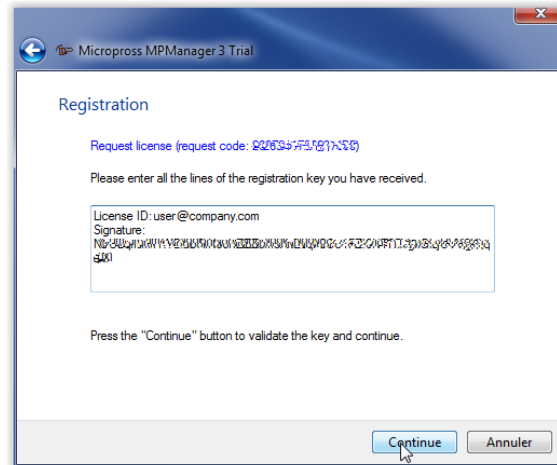 Micropross MPManager 3 Trial
Registration
Request license (request code:
Please enter all the lines of the registration key you have received.
License ID: user@company.com
Signature:
Press the "Continue" button to validate the key and continue.
Continue
Annuler